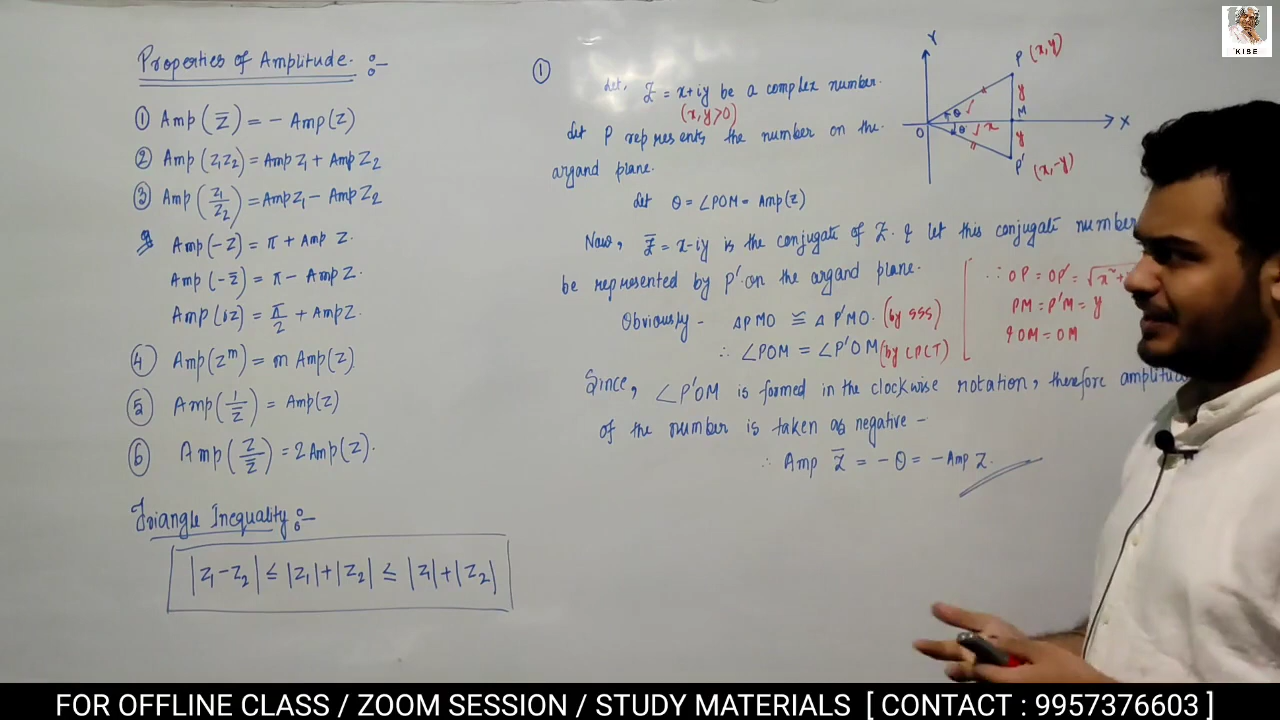 Properties of Amplitude :-
① Amp(z̅) = - Amp(z)
② Amp(z₁z₂) = Amp z₁ + Amp z₂
③ Amp(z₁/z₂) = Amp z₁ - Amp z₂
Amp(-z) = π + Amp z.
Amp(-z̅) = π - Amp z.
Amp(iz) = π/2 + Amp z.
④ Amp(zᵐ) = m Amp(z)
⑤ Amp(1/z̅) = Amp(z)
⑥ Amp(z/z̅) = 2Amp(z).
Triangle Inequality :-
|z₁-z₂| ≤ |z₁|+|z₂| ≤ |z₁|+|z₂|
①
Let, z = x+iy be a complex number.
(x,y>0)
Let P represents the number on the
argand plane.
Let θ = ∠POM = Amp(z)
Now, z̅ = x-iy is the conjugate of z. & let this conjugate number
be represented by P' on the argand plane.
Obviously - ΔPMO ≅ ΔP'MO. (by SSS)
∴ ∠POM = ∠P'OM (by CPCT)
∵ OP = OP' = √x²+
PM = P'M = y
& OM = OM
Since, ∠P'OM is formed in the clockwise rotation, therefore amplitude
of the number is taken as negative -
∴ Amp z̅ = -θ = -Amp z.
Y
P (x,y)
y
M
X
O
θ
θ
x
y
P' (x,-y)
KIBE
FOR OFFLINE CLASS / ZOOM SESSION / STUDY MATERIALS [ CONTACT : 9957376603 ]